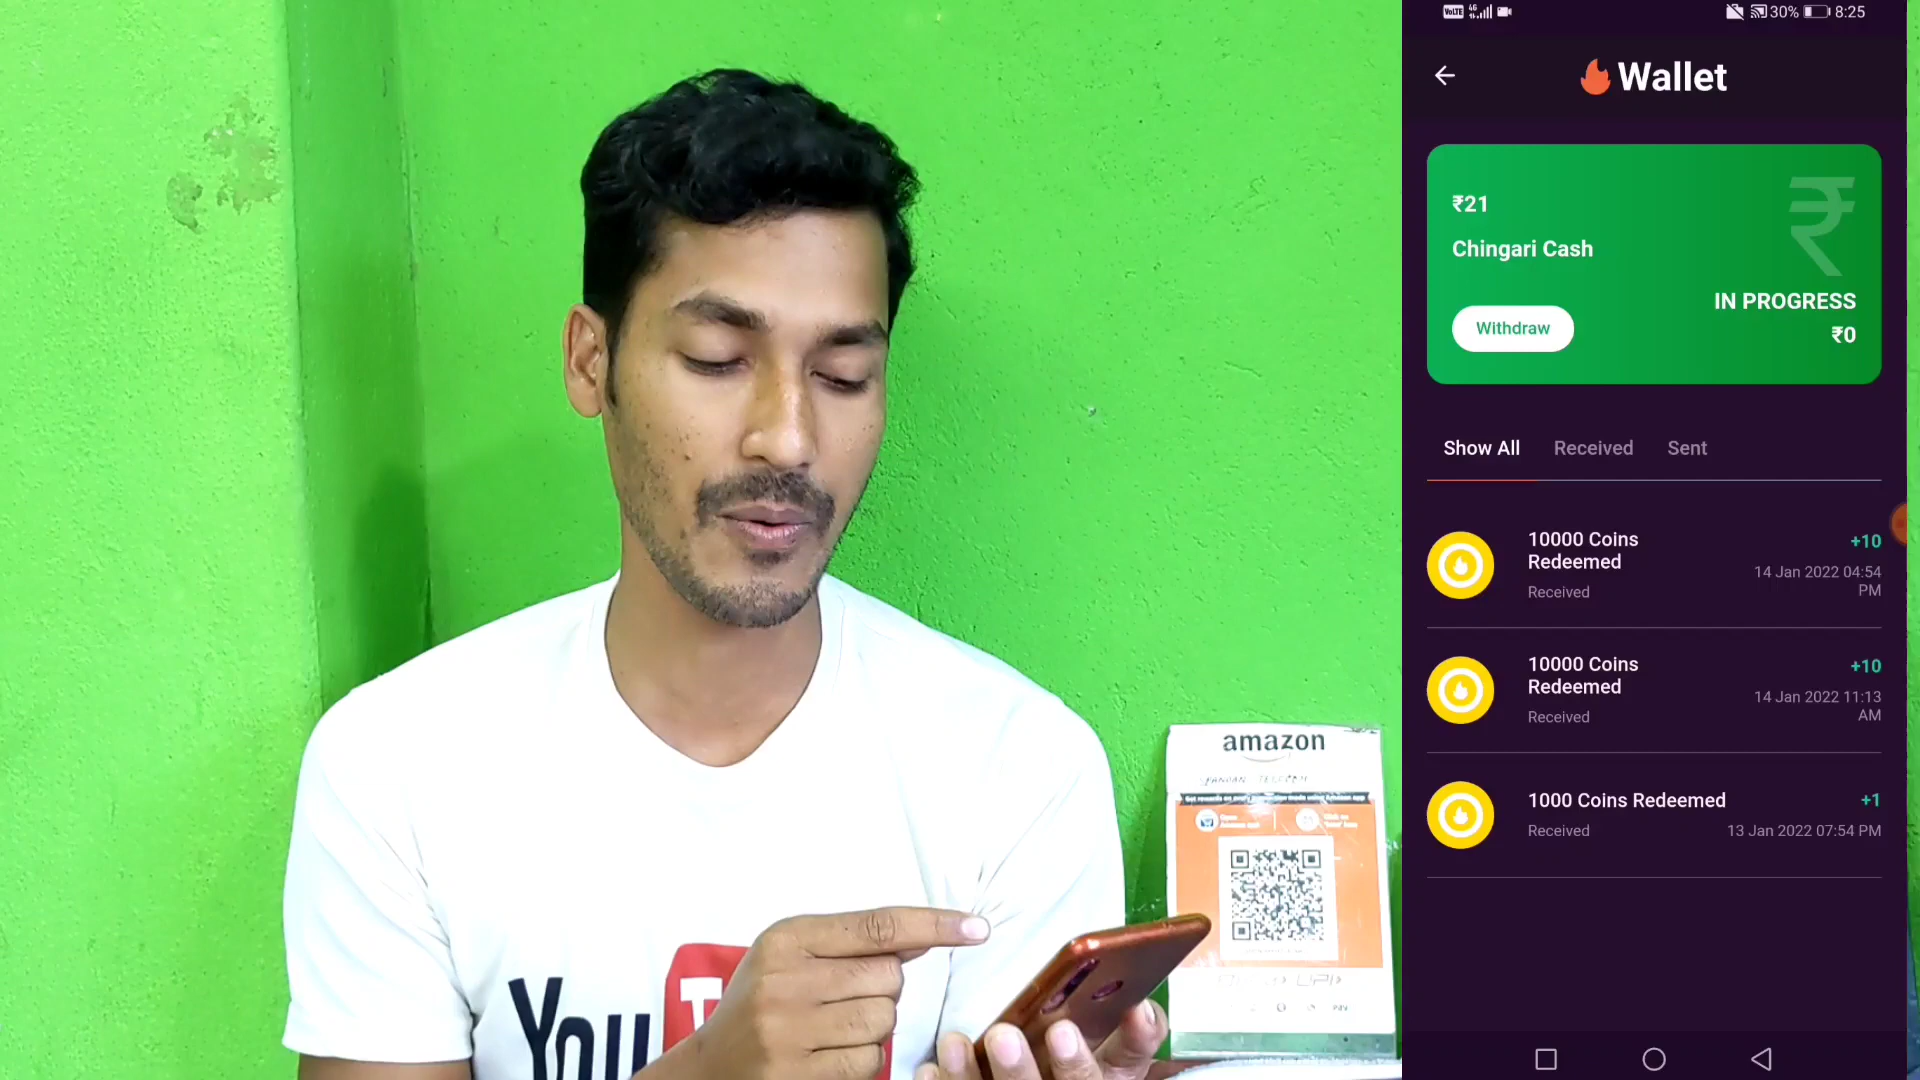 VoLTE 4G 30% 8:25
Wallet
₹21
Chingari Cash
₹
IN PROGRESS
Withdraw
₹0
Show All Received Sent
10000 Coins
Redeemed
+10
Received
14 Jan 2022 04:54
PM
10000 Coins
Redeemed
+10
Received
14 Jan 2022 11:13
AM
1000 Coins Redeemed
+1
Received
13 Jan 2022 07:54 PM
amazon
You T